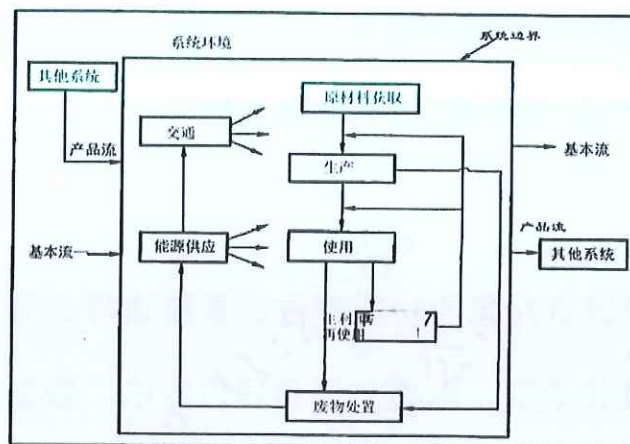 系统环境
系统边界
其他系统
原材料获取
交通
产品流
基本流
生产
产品流
基本流
能源供应
使用
其他系统
再使用
废物处置